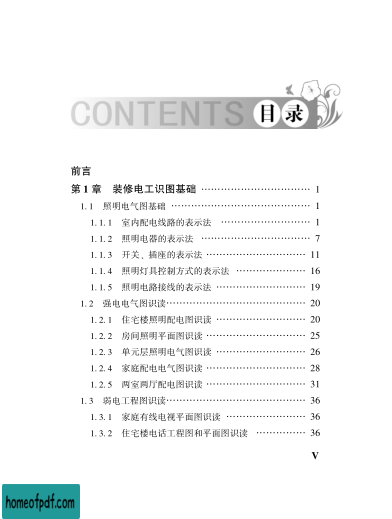 CONTENTS 目录
前言
第1章 装修电工识图基础 ………………………… 1
1.1 照明电气图基础 ………………………… 1
1.1.1 室内配电线路的表示法 ………………………… 1
1.1.2 照明电器的表示法 ………………………… 7
1.1.3 开关、插座的表示法 ………………………… 11
1.1.4 照明灯具控制方式的表示法 ………………………… 16
1.1.5 照明电路接线的表示法 ………………………… 19
1.2 强电电气图识读 ………………………… 20
1.2.1 住宅楼照明配电图识读 ………………………… 20
1.2.2 房间照明平面图识读 ………………………… 25
1.2.3 单元层照明电气图识读 ………………………… 26
1.2.4 家庭配电电气图识读 ………………………… 28
1.2.5 两室两厅配电图识读 ………………………… 31
1.3 弱电工程图识读 ………………………… 36
1.3.1 家庭有线电视平面图识读 ………………………… 36
1.3.2 住宅楼电话工程图和平面图识读 ………………………… 36
V
homeofpdf.com